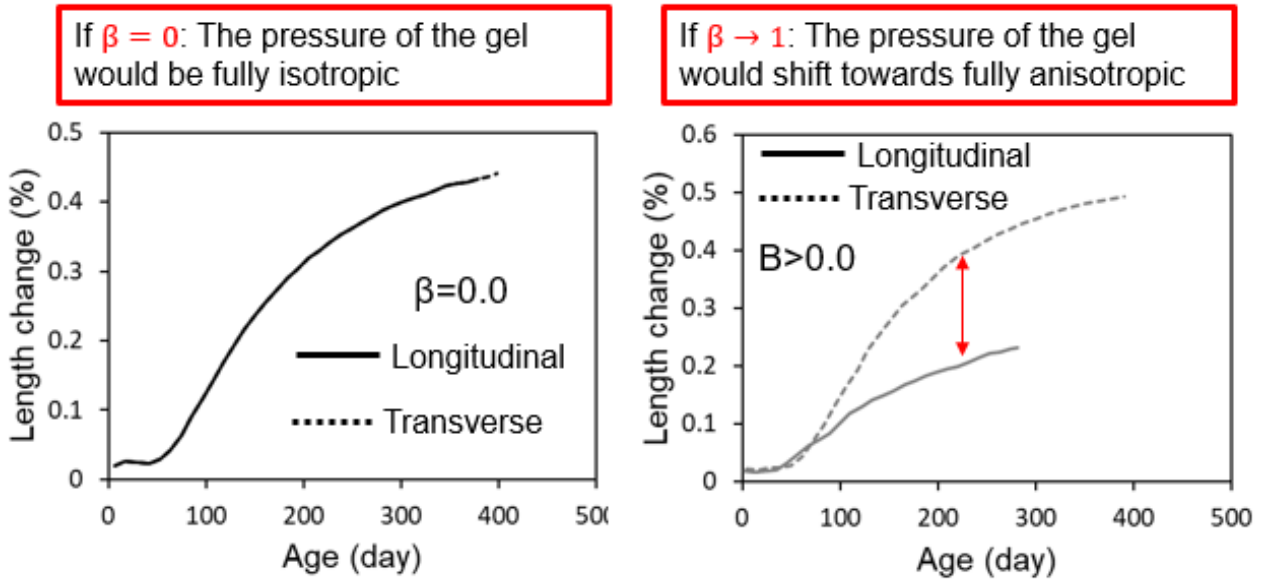 If β = 0: The pressure of the gel
would be fully isotropic
If β → 1: The pressure of the gel
would shift towards fully anisotropic
Length change (%)
0.5
0.4
0.3
0.2
0.1
0
β=0.0
Longitudinal
Transverse
0 100 200 300 400 500
Age (day)
Length change (%)
0.6
0.5
0.4
0.3
0.2
0.1
0
Longitudinal
Transverse
B>0.0
0 100 200 300 400 500
Age (day)